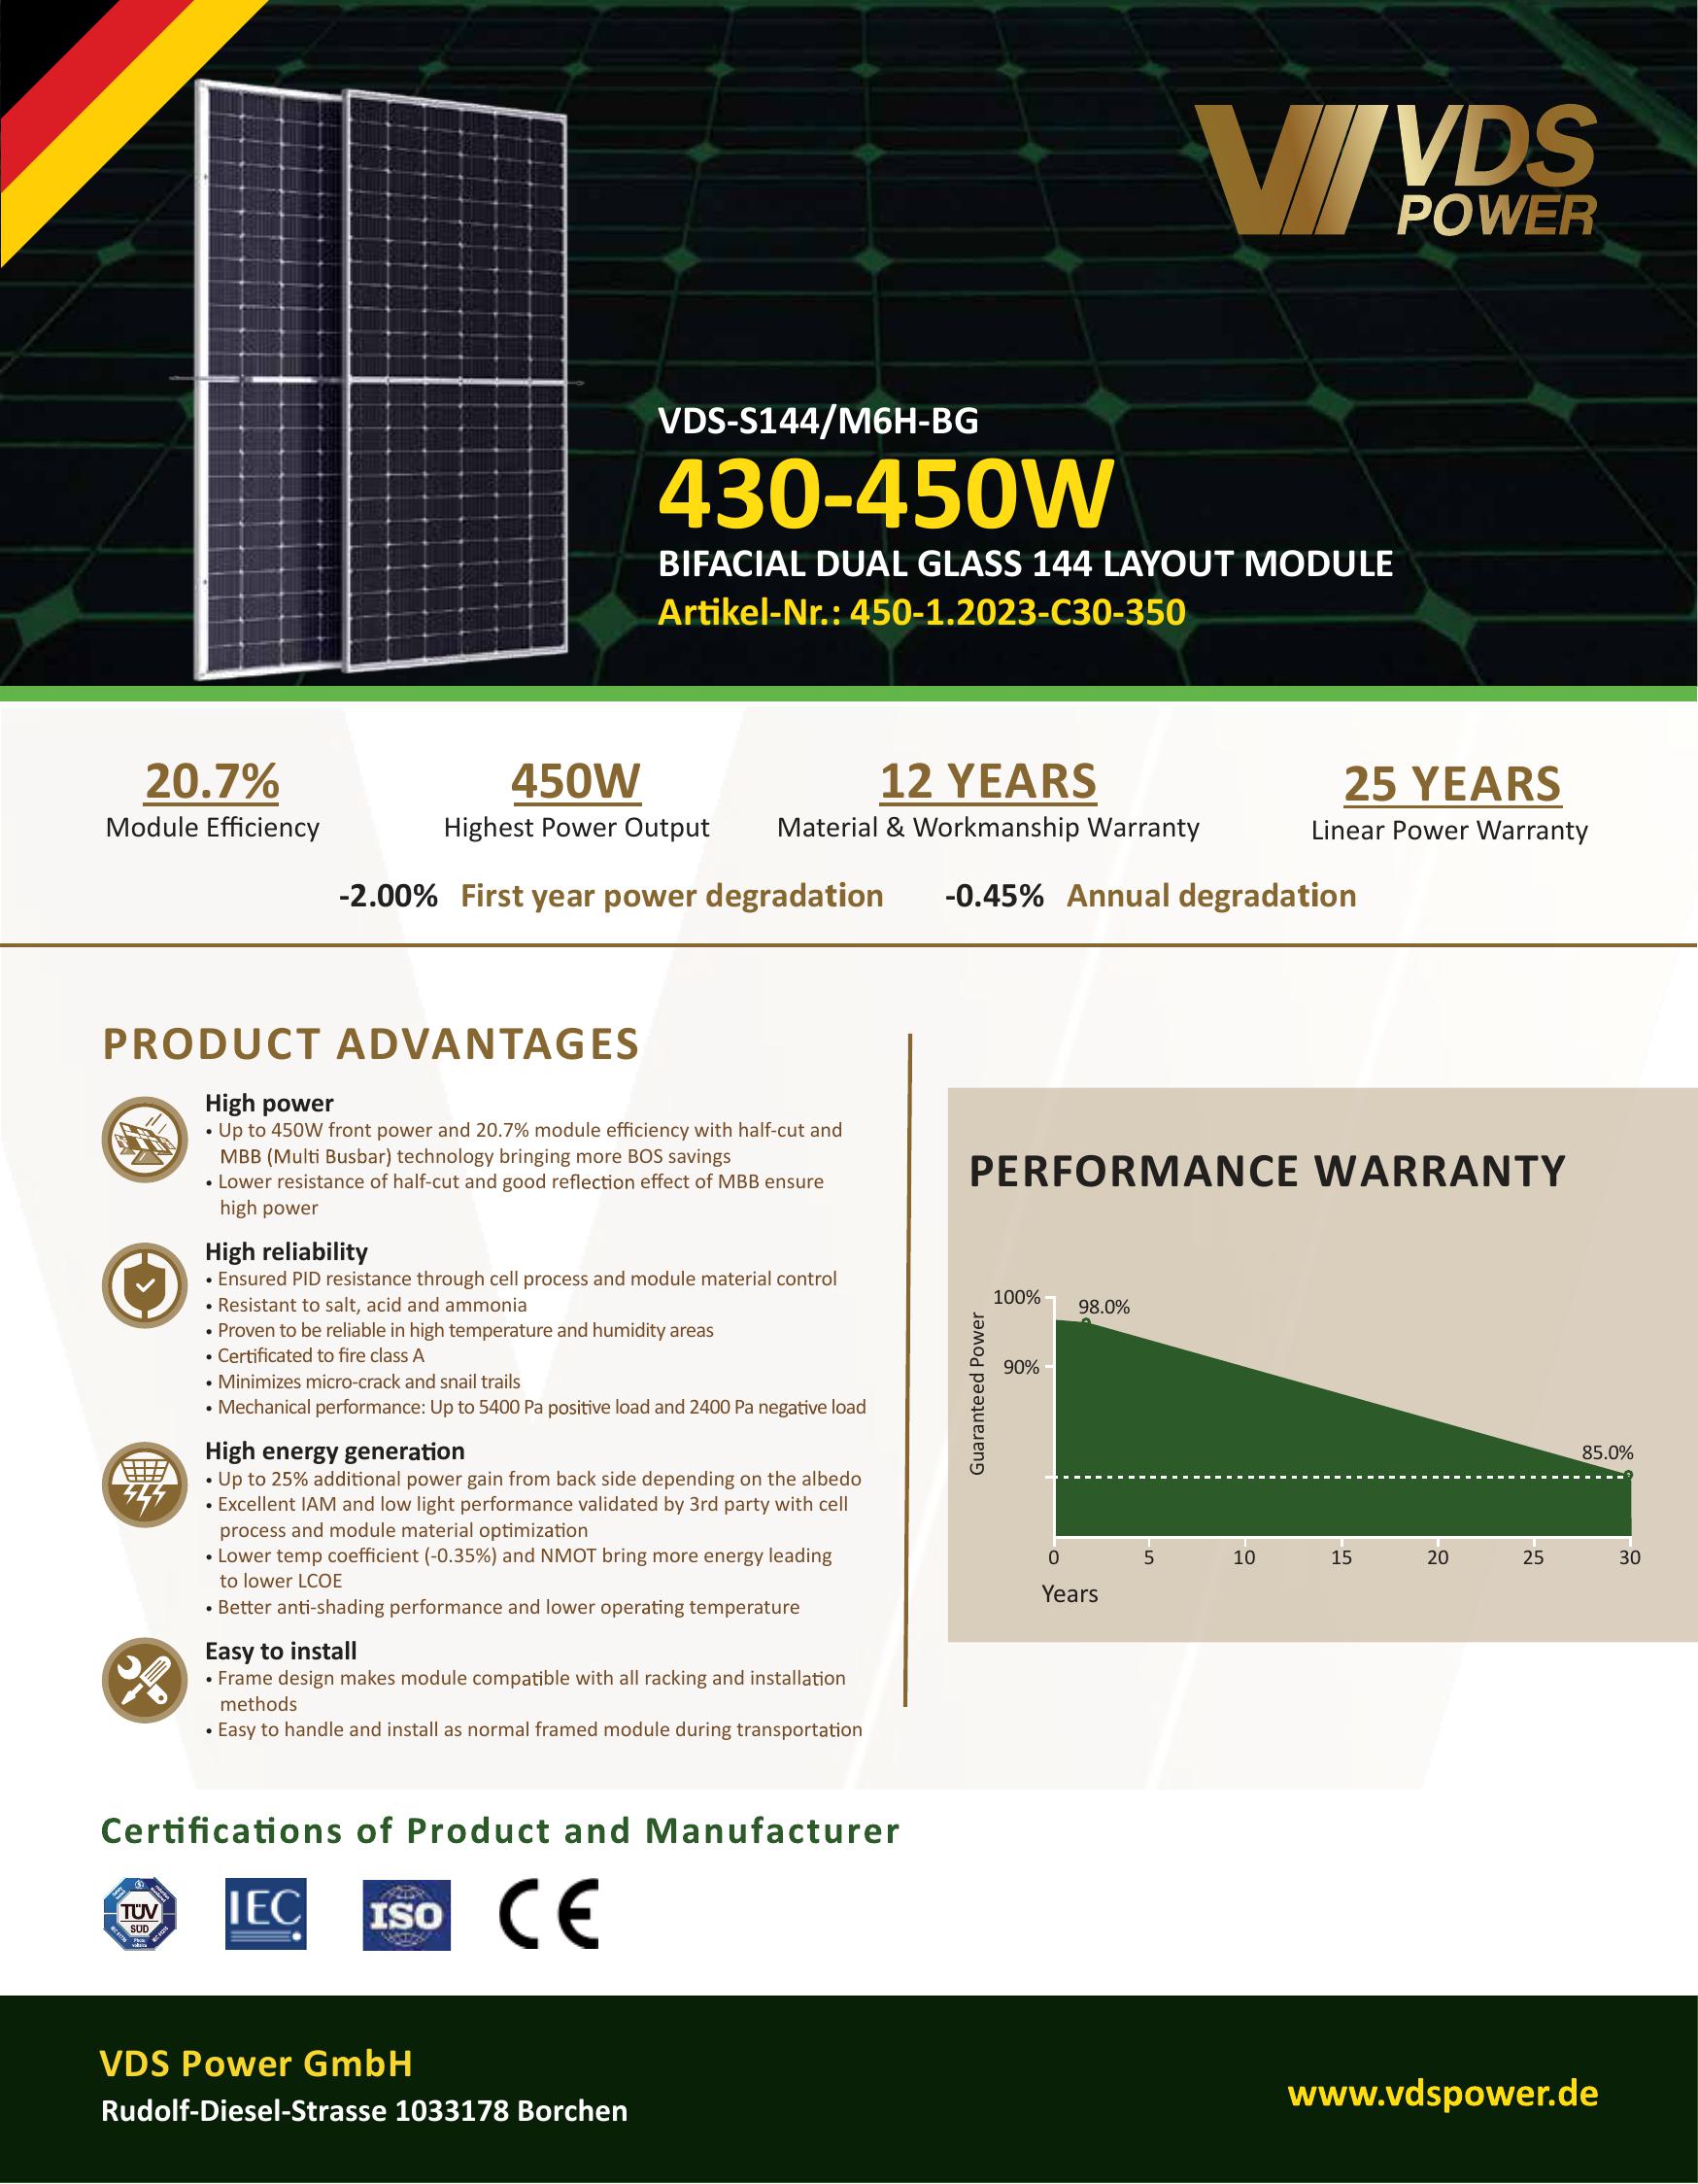 VDS
POWER
VDS-S144/M6H-BG
430-450W
BIFACIAL DUAL GLASS 144 LAYOUT MODULE
Artikel-Nr.: 450-1.2023-C30-350
20.7%
Module Efficiency
450W
Highest Power Output
12 YEARS
Material & Workmanship Warranty
25 YEARS
Linear Power Warranty
-2.00% First year power degradation
-0.45% Annual degradation
PRODUCT ADVANTAGES
High power
• Up to 450W front power and 20.7% module efficiency with half-cut and
MBB (Multi Busbar) technology bringing more BOS savings
• Lower resistance of half-cut and good reflection effect of MBB ensure
high power
High reliability
• Ensured PID resistance through cell process and module material control
• Resistant to salt, acid and ammonia
• Proven to be reliable in high temperature and humidity areas
• Certificated to fire class A
• Minimizes micro-crack and snail trails
• Mechanical performance: Up to 5400 Pa positive load and 2400 Pa negative load
High energy generation
• Up to 25% additional power gain from back side depending on the albedo
• Excellent IAM and low light performance validated by 3rd party with cell
process and module material optimization
• Lower temp coefficient (-0.35%) and NMOT bring more energy leading
to lower LCOE
• Better anti-shading performance and lower operating temperature
Easy to install
• Frame design makes module compatible with all racking and installation
methods
• Easy to handle and install as normal framed module during transportation
PERFORMANCE WARRANTY
Guaranteed Power
100%
98.0%
90%
85.0%
0 5 10 15 20 25 30
Years
Certifications of Product and Manufacturer
TÜV
SÜD
IEC
ISO
CE
VDS Power GmbH
Rudolf-Diesel-Strasse 1033178 Borchen
www.vdspower.de